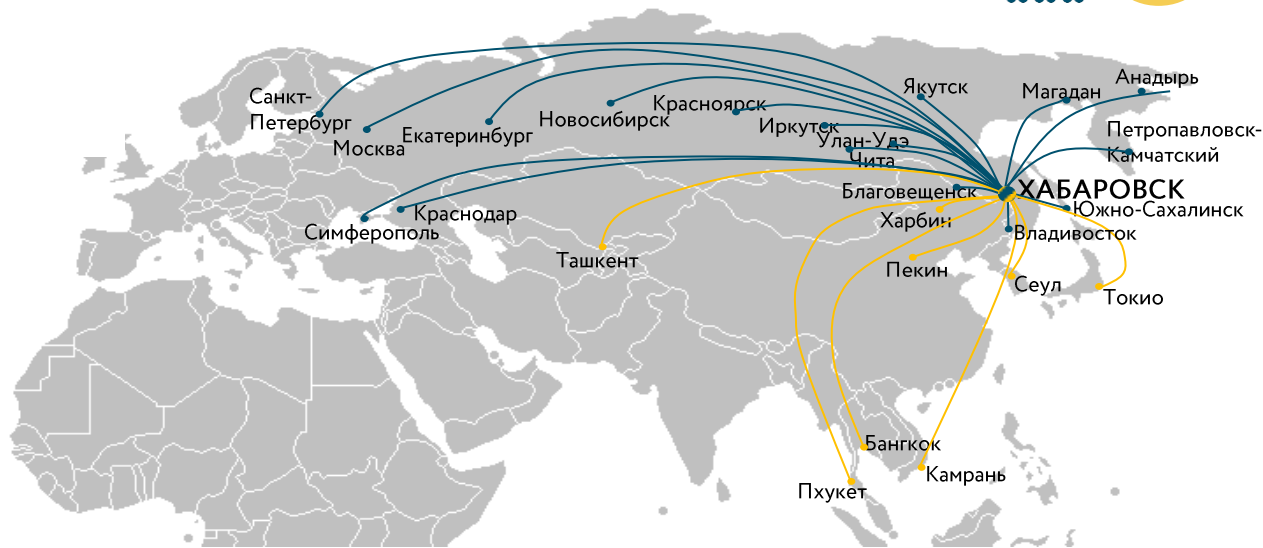 Анадырь
Якутск
Магадан
Санкт-
Петербург
Красноярск
Новосибирск
Иркутск
Екатеринбург
Москва
Улан-Удэ
Чита
Петропавловск-
Камчатский
Благовещенск
ХАБАРОВСК
Краснодар
Харбин
Южно-Сахалинск
Симферополь
Владивосток
Ташкент
Пекин
Сеул
Токио
Бангкок
Камрань
Пхукет